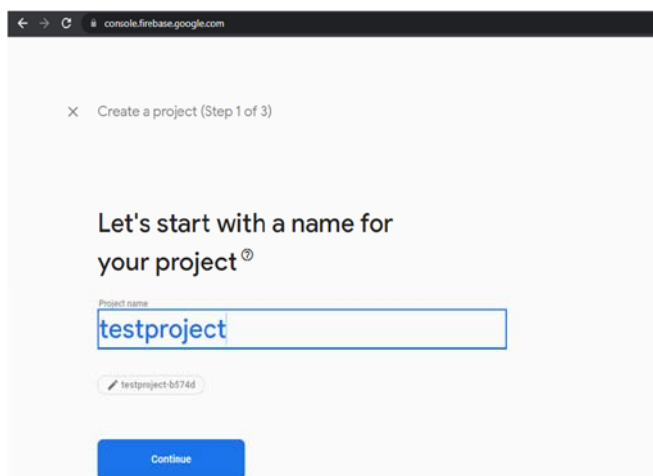 console.firebase.google.com
Create a project (Step 1 of 3)
Let's start with a name for
your project
Project name
testproject
testproject-b574d
Continue